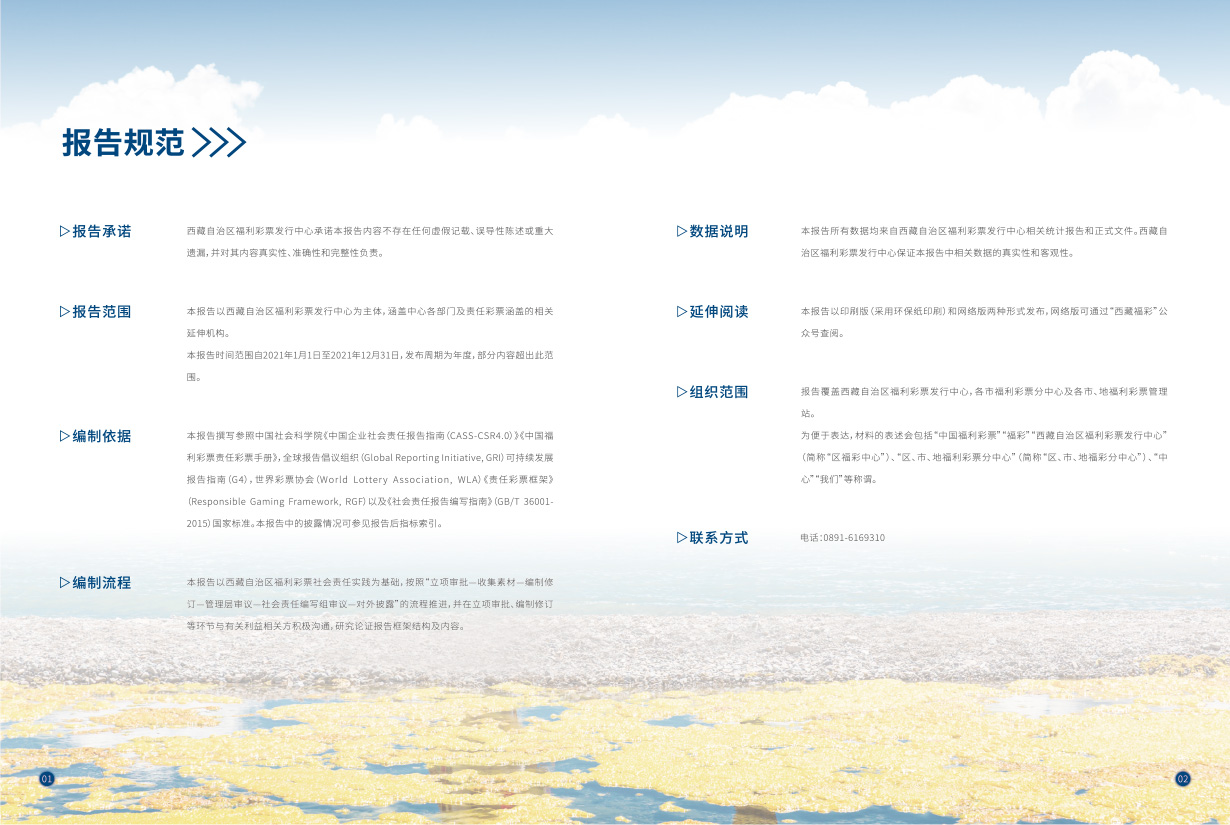 报告规范
▷报告承诺
西藏自治区福利彩票发行中心承诺本报告内容不存在任何虚假记载、误导性陈述或重大
遗漏，并对其内容真实性、准确性和完整性负责。
▷报告范围
本报告以西藏自治区福利彩票发行中心为主体，涵盖中心各部门及责任彩票涵盖的相关
延伸机构。
本报告时间范围自2021年1月1日至2021年12月31日，发布周期为年度，部分内容超出此范
围。
▷编制依据
本报告撰写参照中国社会科学院《中国企业社会责任报告指南（CASS-CSR4.0）》《中国福
利彩票责任彩票手册》，全球报告倡议组织（Global Reporting Initiative, GRI）可持续发展
报告指南（G4），世界彩票协会（World Lottery Association, WLA）《责任彩票框架》
（Responsible Gaming Framework, RGF）以及《社会责任报告编写指南》（GB/T 36001-
2015）国家标准。本报告中的披露情况可参见报告后指标索引。
▷编制流程
本报告以西藏自治区福利彩票社会责任实践为基础，按照“立项审批—收集素材—编制修
订—管理层审议—社会责任编写组审议—对外披露”的流程推进，并在立项审批、编制修订
等环节与有关利益相关方积极沟通，研究论证报告框架结构及内容。
01
▷数据说明
本报告所有数据均来自西藏自治区福利彩票发行中心相关统计报告和正式文件。西藏自
治区福利彩票发行中心保证本报告中相关数据的真实性和客观性。
▷延伸阅读
本报告以印刷版（采用环保纸印刷）和网络版两种形式发布，网络版可通过“西藏福彩”公
众号查阅。
▷组织范围
报告覆盖西藏自治区福利彩票发行中心，各市福利彩票分中心及各市、地福利彩票管理
站。
为便于表达，材料的表述会包括“中国福利彩票”“福彩”“西藏自治区福利彩票发行中心”
（简称“区福彩中心”）、“区、市、地福利彩票分中心”（简称“区、市、地福彩分中心”）、“中
心”“我们”等称谓。
▷联系方式
电话：0891-6169310
02